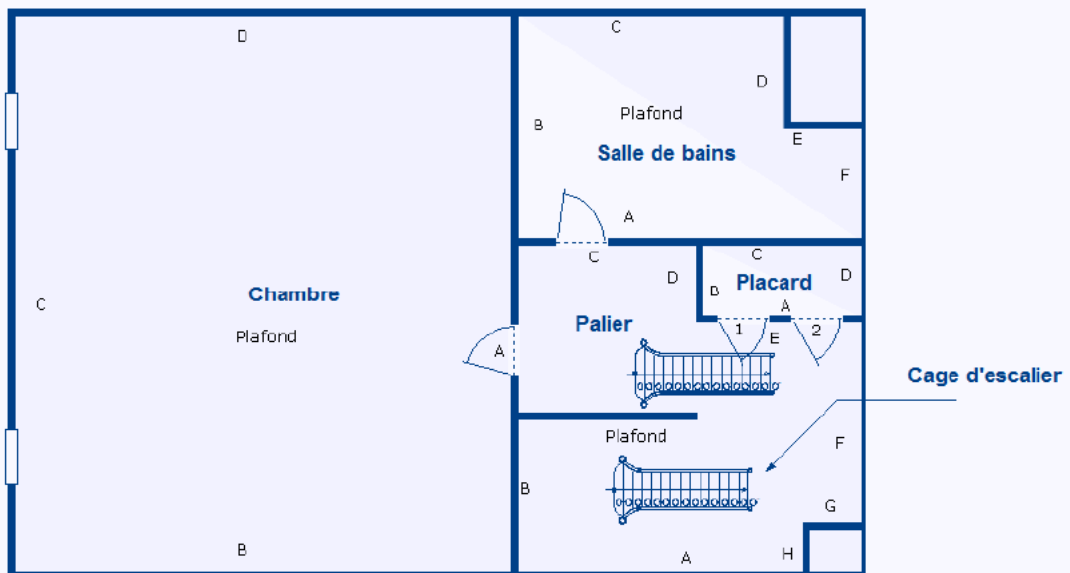 D
C
D
B
Plafond
E
Salle de bains
F
A
C
C
D
D
B
Placard
Chambre
C
A
Palier
Plafond
1
2
E
A
Cage d'escalier
Plafond
F
B
G
B
A
H